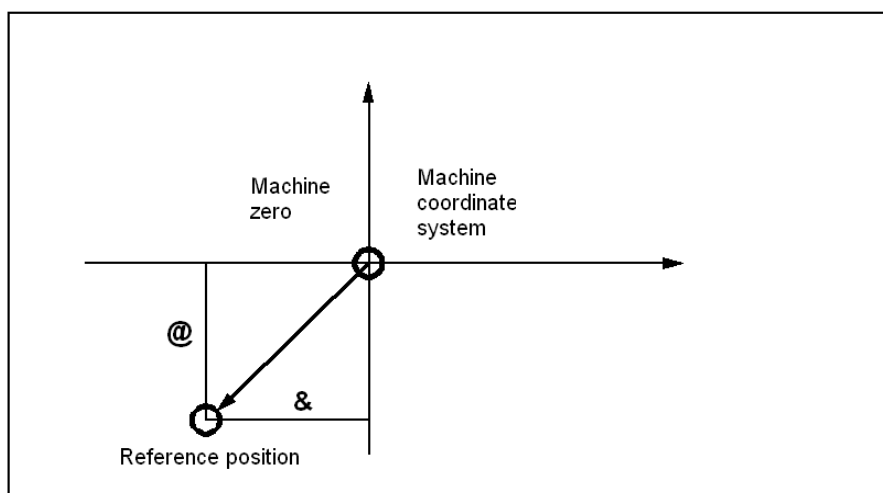 Machine
zero
Machine
coordinate
system
@
&
Reference position